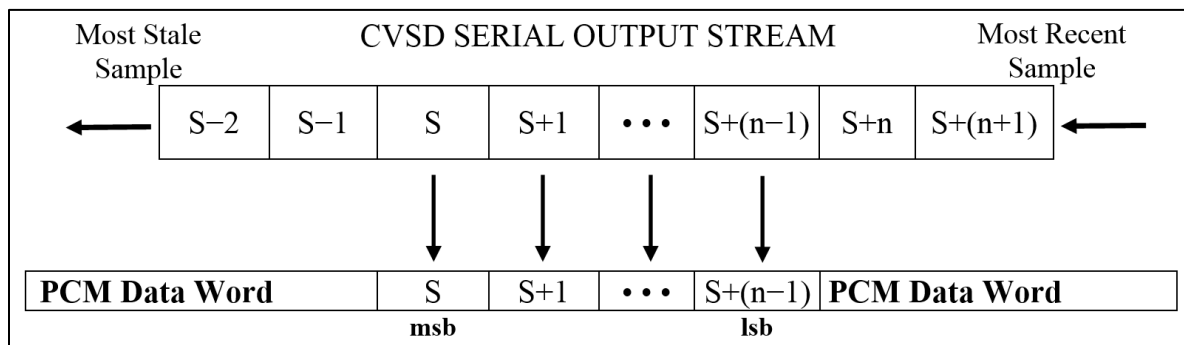 Most Stale
Sample
CVSD SERIAL OUTPUT STREAM
Most Recent
Sample
S−2 S−1 S S+1 • • • S+(n−1) S+n S+(n+1)
PCM Data Word S S+1 • • • S+(n−1) PCM Data Word
msb lsb